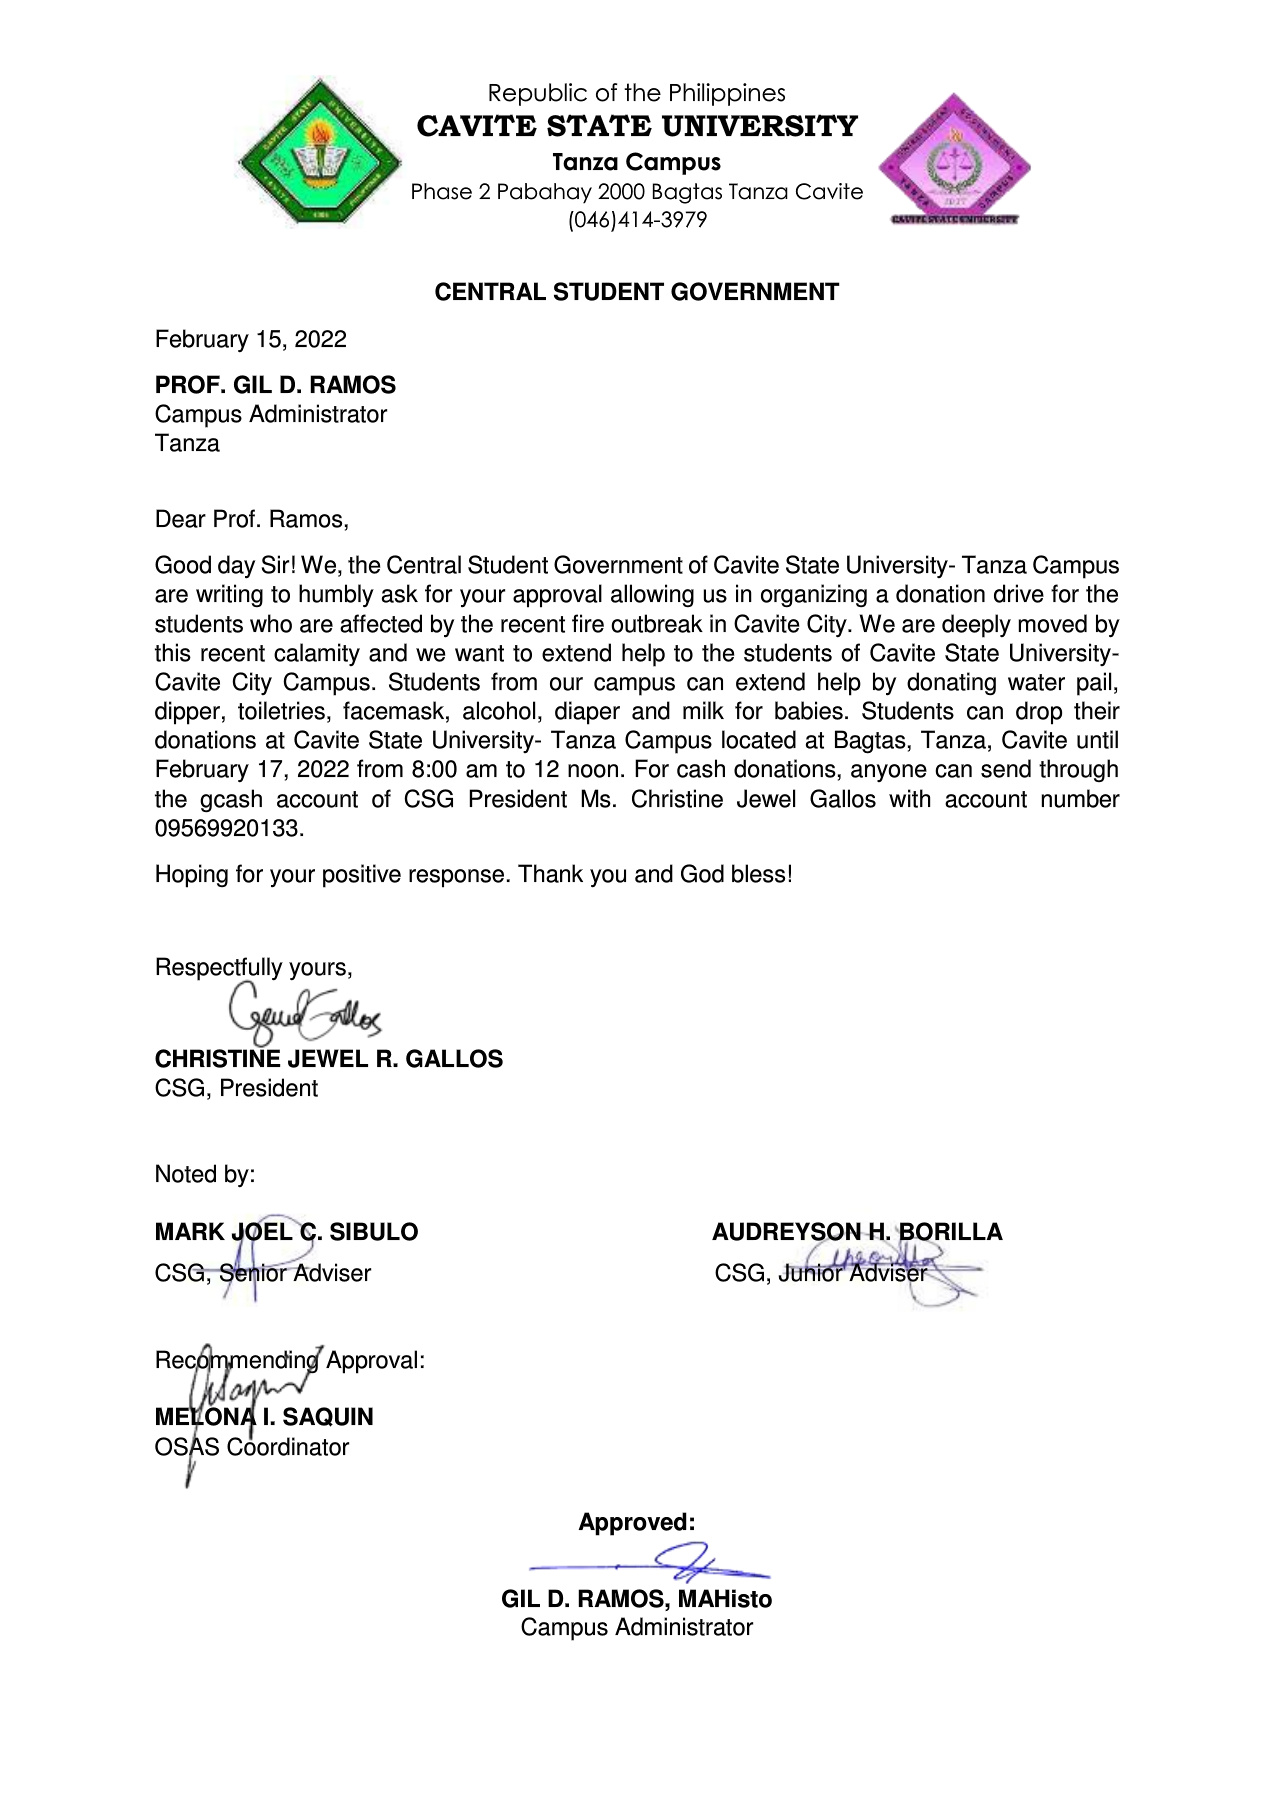 Republic of the Philippines
CAVITE STATE UNIVERSITY
Tanza Campus
Phase 2 Pabahay 2000 Bagtas Tanza Cavite
(046)414-3979
CAVITE STATE UNIVERSITY
CENTRAL STUDENT GOVERNMENT
February 15, 2022
PROF. GIL D. RAMOS
Campus Administrator
Tanza
Dear Prof. Ramos,
Good day Sir! We, the Central Student Government of Cavite State University- Tanza Campus
are writing to humbly ask for your approval allowing us in organizing a donation drive for the
students who are affected by the recent fire outbreak in Cavite City. We are deeply moved by
this recent calamity and we want to extend help to the students of Cavite State University-
Cavite City Campus. Students from our campus can extend help by donating water pail,
dipper, toiletries, facemask, alcohol, diaper and milk for babies. Students can drop their
donations at Cavite State University- Tanza Campus located at Bagtas, Tanza, Cavite until
February 17, 2022 from 8:00 am to 12 noon. For cash donations, anyone can send through
the gcash account of CSG President Ms. Christine Jewel Gallos with account number
09569920133.
Hoping for your positive response. Thank you and God bless!
Respectfully yours,
CHRISTINE JEWEL R. GALLOS
CSG, President
Noted by:
MARK JOEL C. SIBULO
AUDREYSON H. BORILLA
CSG, Senior Adviser
CSG, Junior Adviser
Recommending Approval:
MELONA I. SAQUIN
OSAS Coordinator
Approved:
GIL D. RAMOS, MAHisto
Campus Administrator